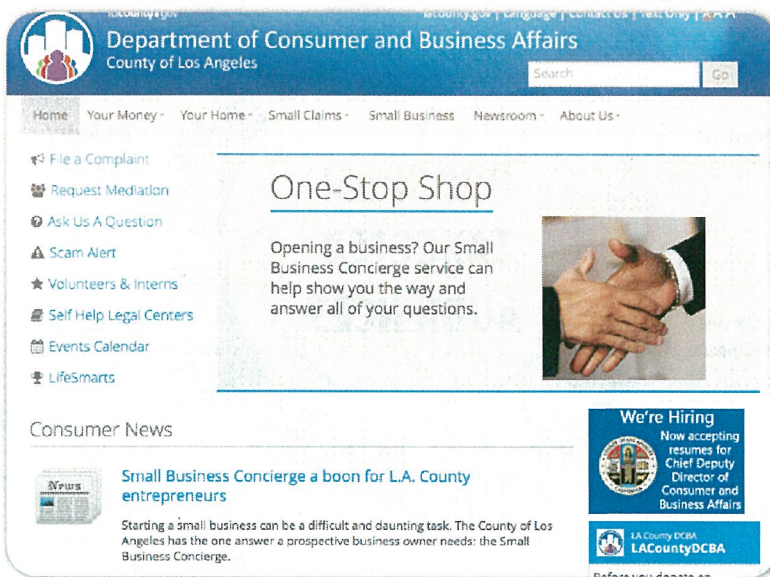 lacounty.gov
lacounty.gov | Language | Contact Us | Text Only | A A A
Department of Consumer and Business Affairs
County of Los Angeles
Search
Go
Home
Your Money
Your Home
Small Claims
Small Business
Newsroom
About Us
File a Complaint
Request Mediation
Ask Us A Question
Scam Alert
Volunteers & Interns
Self Help Legal Centers
Events Calendar
LifeSmarts
One-Stop Shop
Opening a business? Our Small
Business Concierge service can
help show you the way and
answer all of your questions.
Consumer News
News
Small Business Concierge a boon for L.A. County
entrepreneurs
Starting a small business can be a difficult and daunting task. The County of Los
Angeles has the one answer a prospective business owner needs: the Small
Business Concierge.
We're Hiring
Now accepting
resumes for
Chief Deputy
Director of
Consumer and
Business Affairs
LA County DCBA
LACountyDCBA
Before you donate on